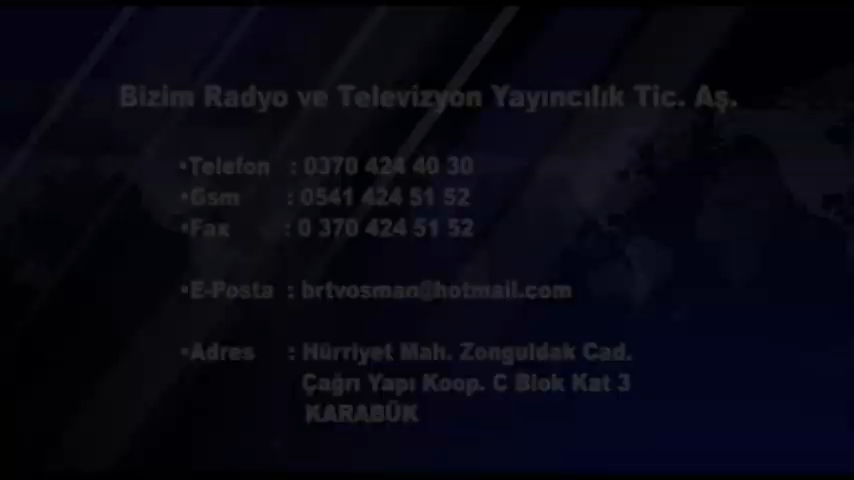 Bizim Radyo ve Televizyon Yayıncılık Tic. Aş.
•Telefon : 0370 424 40 30
•Gsm : 0541 424 51 52
•Fax : 0 370 424 51 52
•E-Posta : brtvosman@hotmail.com
•Adres : Hürriyet Mah. Zonguldak Cad.
Çağrı Yapı Koop. C Blok Kat 3
KARABÜK